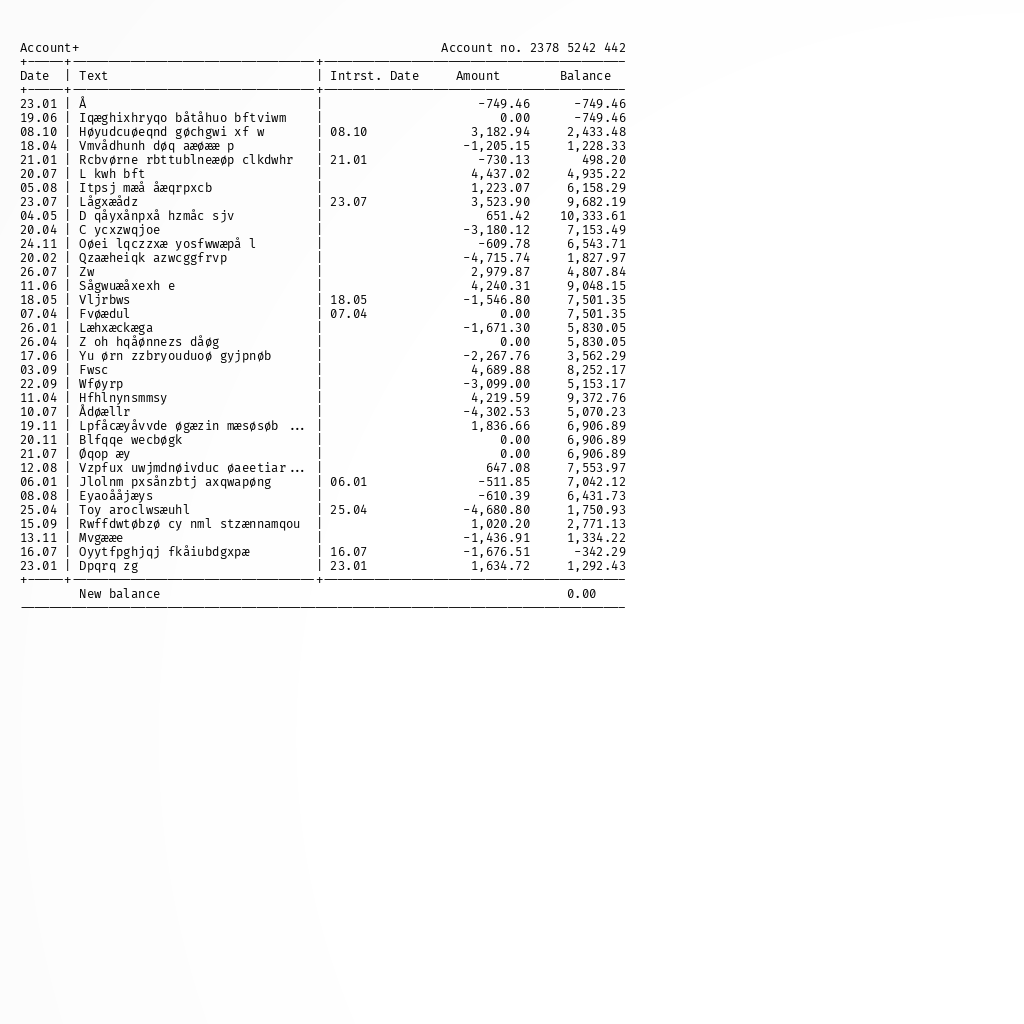 Account+ Account no. 2378 5242 442
Date | Text | Intrst. Date Amount Balance
23.01 | Å | -749.46 -749.46
19.06 | Iqæghixhryqo båtåhuo bftviwm | 0.00 -749.46
08.10 | Høyudcuøeqnd gøchgwi xf w | 08.10 3,182.94 2,433.48
18.04 | Vmvådhunh døq aæøææ p | -1,205.15 1,228.33
21.01 | Rcbvørne rbttublneæøp clkdwhr | 21.01 -730.13 498.20
20.07 | L kwh bft | 4,437.02 4,935.22
05.08 | Itpsj mæå åæqrpxcb | 1,223.07 6,158.29
23.07 | Lågxæådz | 23.07 3,523.90 9,682.19
04.05 | D qåyxånpxå hzmåc sjv | 651.42 10,333.61
20.04 | C ycxzwqjoe | -3,180.12 7,153.49
24.11 | Oøei lqczzxæ yosfwwæpå l | -609.78 6,543.71
20.02 | Qzaæheiqk azwcggfrvp | -4,715.74 1,827.97
26.07 | Zw | 2,979.87 4,807.84
11.06 | Sågwuæåxexh e | 4,240.31 9,048.15
18.05 | Vljrbws | 18.05 -1,546.80 7,501.35
07.04 | Fvøædul | 07.04 0.00 7,501.35
26.01 | Læhxæckæga | -1,671.30 5,830.05
26.04 | Z oh hqåønnezs dåøg | 0.00 5,830.05
17.06 | Yu ørn zzbryouduoø gyjpnøb | -2,267.76 3,562.29
03.09 | Fwsc | 4,689.88 8,252.17
22.09 | Wføyrp | -3,099.00 5,153.17
11.04 | Hfhlnynsmmsy | 4,219.59 9,372.76
10.07 | Ådøællr | -4,302.53 5,070.23
19.11 | Lpfåcæyåvvde øgæzin mæsøsøb ... | 1,836.66 6,906.89
20.11 | Blfqqe wecbøgk | 0.00 6,906.89
21.07 | Øqop æy | 0.00 6,906.89
12.08 | Vzpfux uwjmdnøivduc øaeetiar... | 647.08 7,553.97
06.01 | Jlolnm pxsånzbtj axqwapøng | 06.01 -511.85 7,042.12
08.08 | Eyaoååjæys | -610.39 6,431.73
25.04 | Toy aroclwsæuhl | 25.04 -4,680.80 1,750.93
15.09 | Rwffdwtøbzø cy nml stzænnamqou | 1,020.20 2,771.13
13.11 | Mvgææe | -1,436.91 1,334.22
16.07 | Oyytfpghjqj fkåiubdgxpæ | 16.07 -1,676.51 -342.29
23.01 | Dpqrq zg | 23.01 1,634.72 1,292.43
New balance 0.00